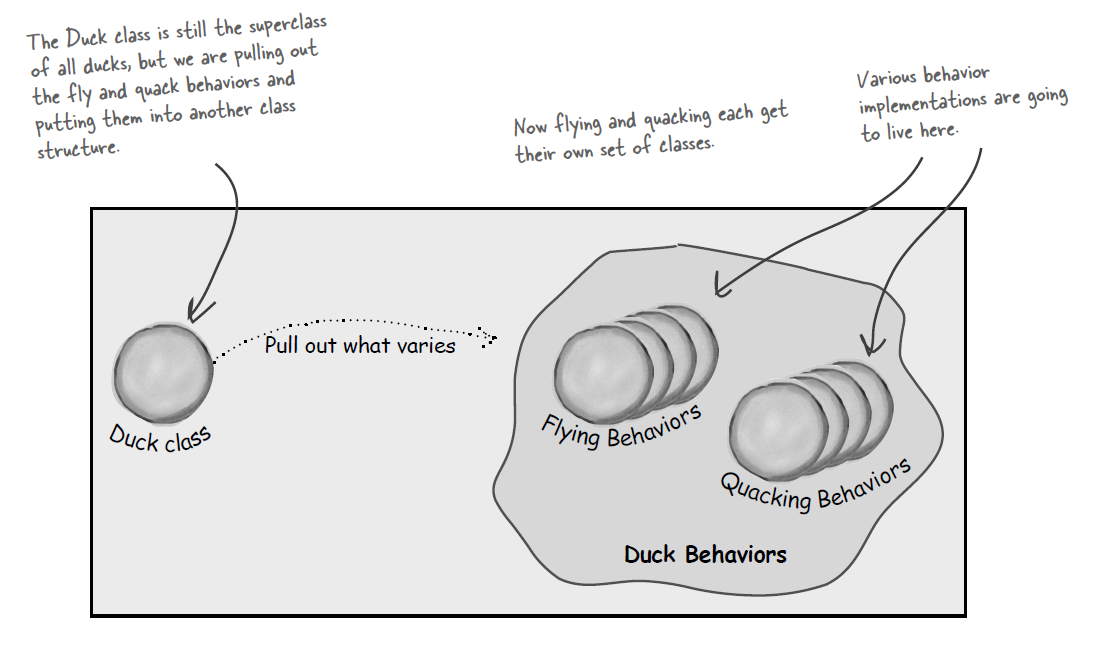 The Duck class is still the superclass
of all ducks, but we are pulling out
the fly and quack behaviors and
putting them into another class
structure.
Now flying and quacking each get
their own set of classes.
Various behavior
implementations are going
to live here.
Pull out what varies
Duck class
Flying Behaviors
Quacking Behaviors
Duck Behaviors